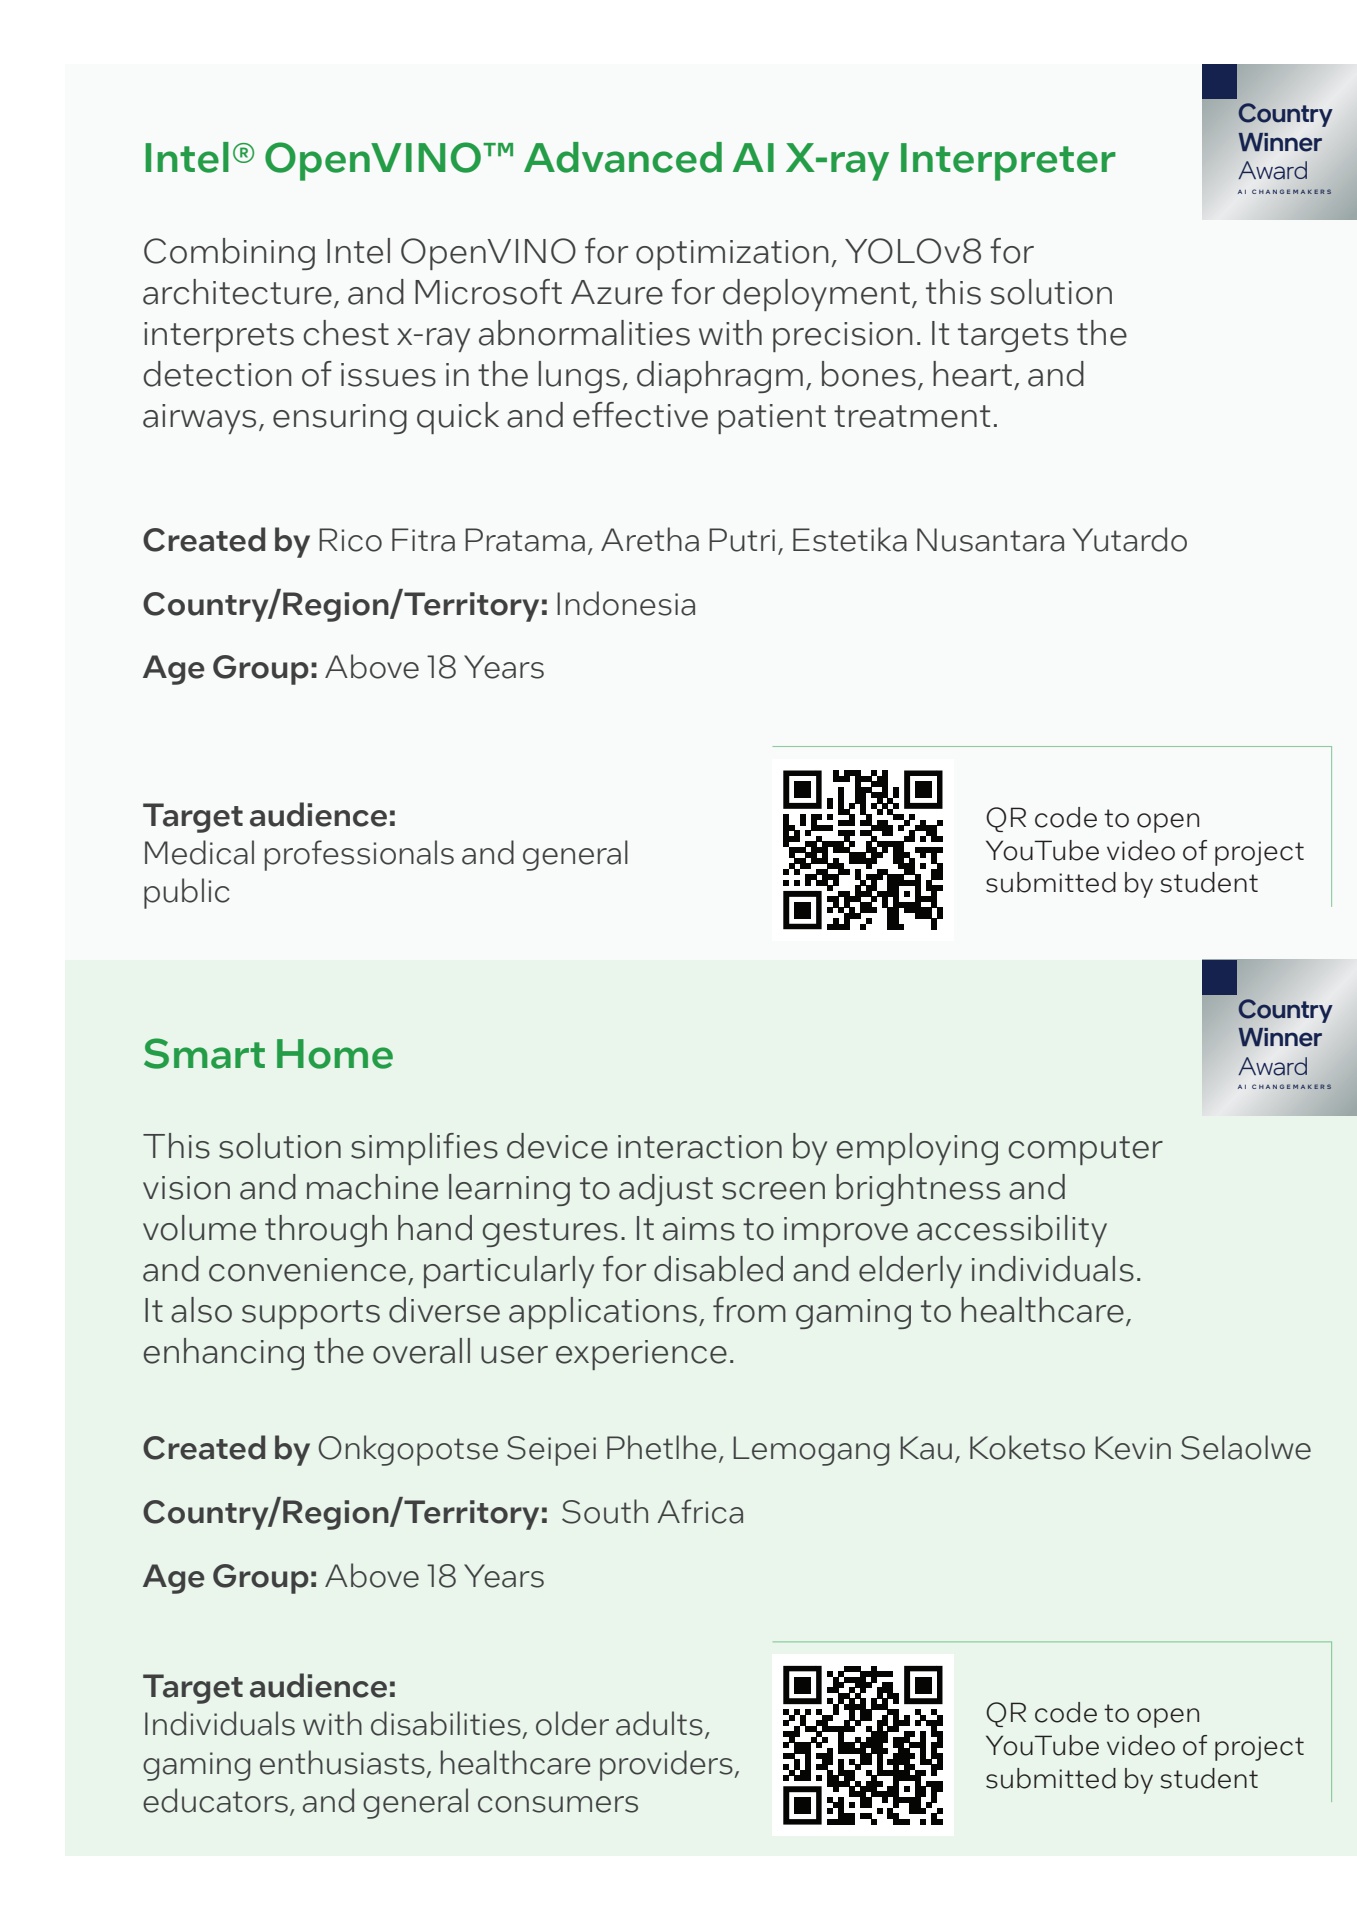 Country
Winner
Award
AI CHANGEMAKERS
Intel® OpenVINO™ Advanced AI X-ray Interpreter
Combining Intel OpenVINO for optimization, YOLOv8 for
architecture, and Microsoft Azure for deployment, this solution
interprets chest x-ray abnormalities with precision. It targets the
detection of issues in the lungs, diaphragm, bones, heart, and
airways, ensuring quick and effective patient treatment.
Created by Rico Fitra Pratama, Aretha Putri, Estetika Nusantara Yutardo
Country/Region/Territory: Indonesia
Age Group: Above 18 Years
Target audience:
Medical professionals and general
public
QR code to open
YouTube video of project
submitted by student
Country
Winner
Award
AI CHANGEMAKERS
Smart Home
This solution simplifies device interaction by employing computer
vision and machine learning to adjust screen brightness and
volume through hand gestures. It aims to improve accessibility
and convenience, particularly for disabled and elderly individuals.
It also supports diverse applications, from gaming to healthcare,
enhancing the overall user experience.
Created by Onkgopotse Seipei Phetlhe, Lemogang Kau, Koketso Kevin Selaolwe
Country/Region/Territory: South Africa
Age Group: Above 18 Years
Target audience:
Individuals with disabilities, older adults,
gaming enthusiasts, healthcare providers,
educators, and general consumers
QR code to open
YouTube video of project
submitted by student